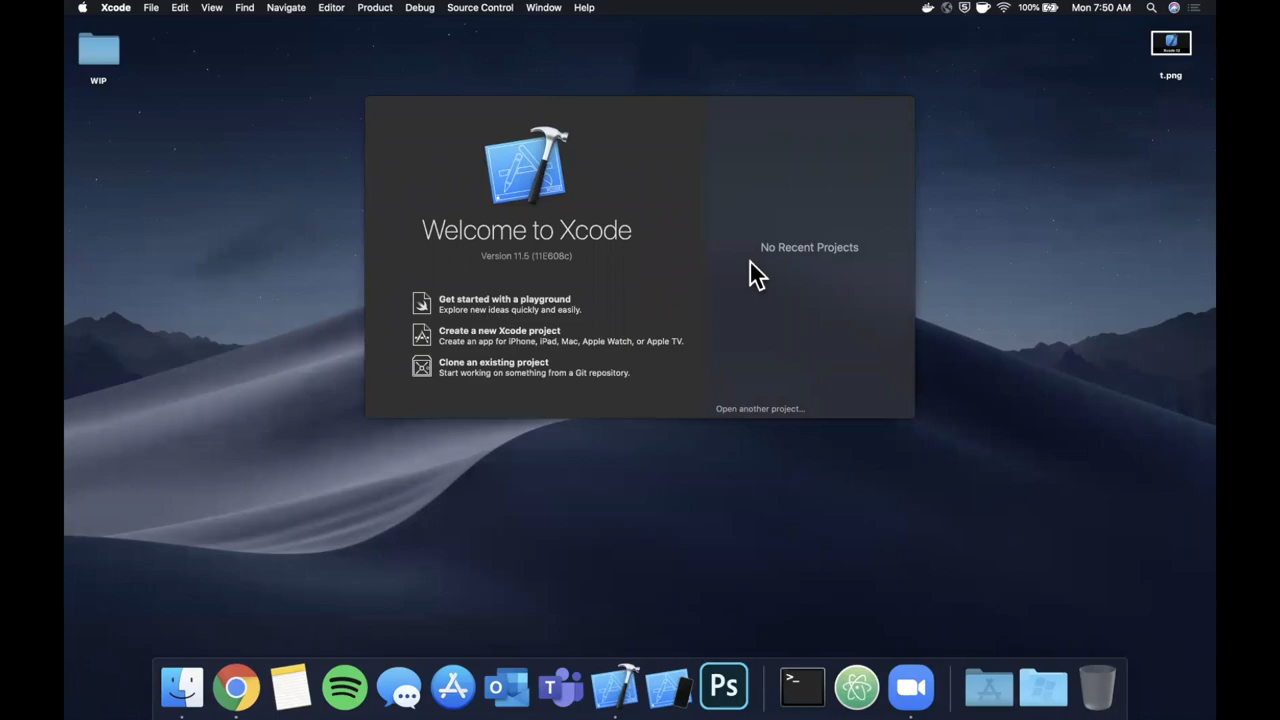 Xcode File Edit View Find Navigate Editor Product Debug Source Control Window Help 100% Mon 7:50 AM
WIP
t.png
Welcome to Xcode
Version 11.5 (11E608c)
Get started with a playground
Explore new ideas quickly and easily.
Create a new Xcode project
Create an app for iPhone, iPad, Mac, Apple Watch, or Apple TV.
Clone an existing project
Start working on something from a Git repository.
No Recent Projects
Open another project...
Ps